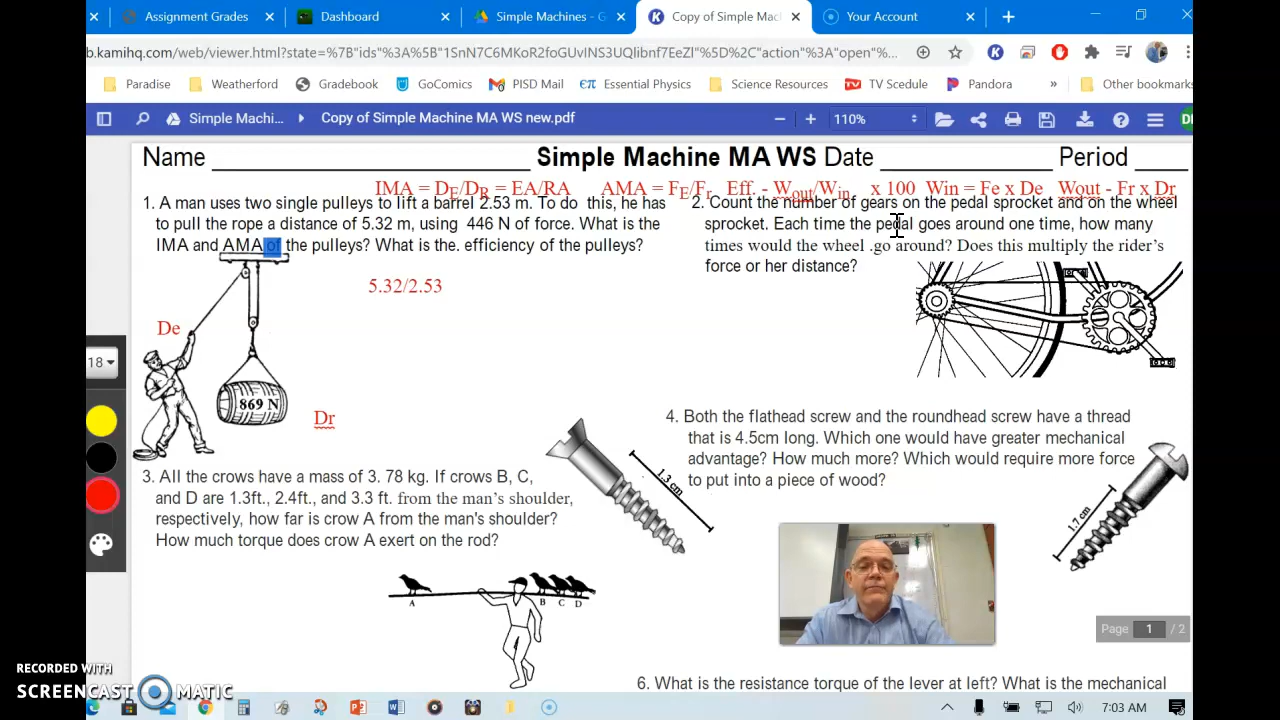 Assignment Grades
Dashboard
Simple Machines - G
Copy of Simple Mac
Your Account
b.kamihq.com/web/viewer.html?state=%7B"ids"%3A%5B"1SnN7C6MKoR2foGUvINS3UQlibnf7EeZl"%5D%2C"action"%3A"open"%...
Paradise
Weatherford
Gradebook
GoComics
PISD Mail
Essential Physics
Science Resources
TV Scedule
Pandora
»
Other bookmarks
Simple Machi...
Copy of Simple Machine MA WS new.pdf
110%
Name Simple Machine MA WS Date Period
IMA = DE/DR = EA/RA AMA = FE/Fr Eff. - Wout/Win x 100 Win = Fe x De Wout - Fr x Dr
1. A man uses two single pulleys to lift a barrel 2.53 m. To do this, he has
to pull the rope a distance of 5.32 m, using 446 N of force. What is the
IMA and AMA of the pulleys? What is the. efficiency of the pulleys?
5.32/2.53
De
869 N
Dr
2. Count the number of gears on the pedal sprocket and on the wheel
sprocket. Each time the pedal goes around one time, how many
times would the wheel .go around? Does this multiply the rider's
force or her distance?
18
3. All the crows have a mass of 3. 78 kg. If crows B, C,
and D are 1.3ft., 2.4ft., and 3.3 ft. from the man's shoulder,
respectively, how far is crow A from the man's shoulder?
How much torque does crow A exert on the rod?
A
B C D
1.3 cm
4. Both the flathead screw and the roundhead screw have a thread
that is 4.5cm long. Which one would have greater mechanical
advantage? How much more? Which would require more force
to put into a piece of wood?
1.7 cm
Page 1 / 2
6. What is the resistance torque of the lever at left? What is the mechanical
RECORDED WITH
SCREENCAST MATIC
7:03 AM